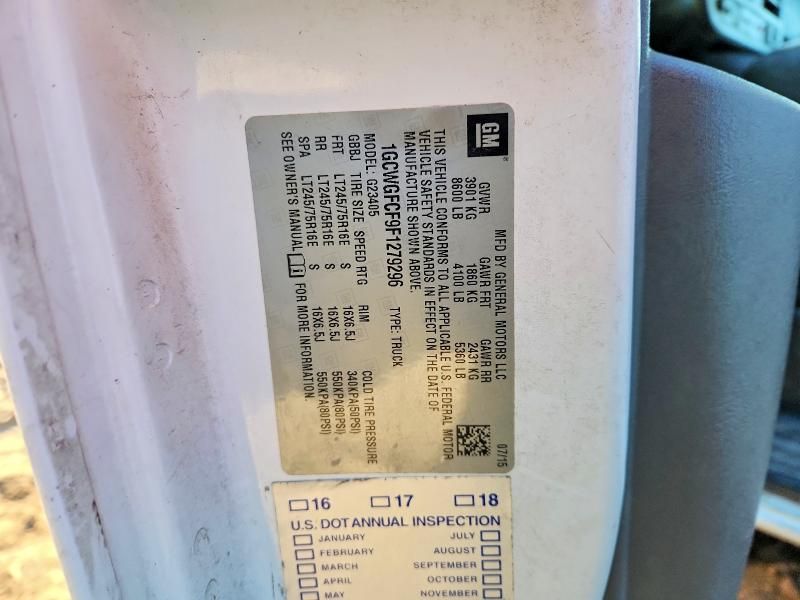 GM
MFD BY GENERAL MOTORS LLC 07/15
GVWR GAWR FRT GAWR RR
3901 KG 1860 KG 2431 KG
8600 LB 4100 LB 5360 LB
THIS VEHICLE CONFORMS TO ALL APPLICABLE U.S. FEDERAL MOTOR
VEHICLE SAFETY STANDARDS IN EFFECT ON THE DATE OF
MANUFACTURE SHOWN ABOVE.
1GCWGFCF9F1279296 TYPE: TRUCK
MODEL: G23405
GBBJ TIRE SIZE SPEED RTG RIM COLD TIRE PRESSURE
FRT LT245/75R16E S 16X6.5J 340KPA(50PSI)
RR LT245/75R16E S 16X6.5J 550KPA(80PSI)
SPA LT245/75R16E S 16X6.5J 550KPA(80PSI)
SEE OWNER'S MANUAL FOR MORE INFORMATION.
16 17 18
U.S. DOT ANNUAL INSPECTION
JANUARY JULY
FEBRUARY AUGUST
MARCH SEPTEMBER
APRIL OCTOBER
MAY NOVEMBER